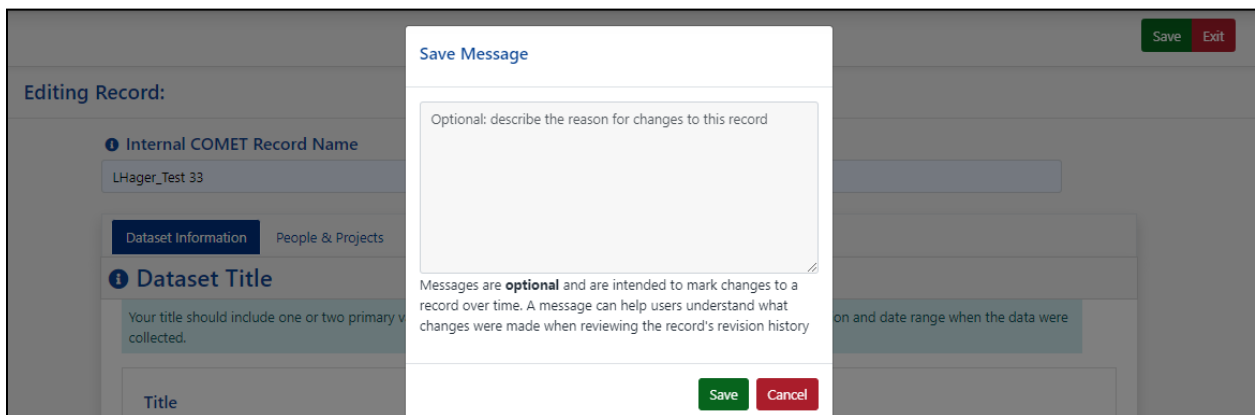 Save Exit
Save Message
Editing Record:
Optional: describe the reason for changes to this record
Internal COMET Record Name
LHager_Test 33
Dataset Information People & Projects
Dataset Title
Messages are optional and are intended to mark changes to a
record over time. A message can help users understand what
changes were made when reviewing the record's revision history
Your title should include one or two primary on and date range when the data were
collected.
Save Cancel
Title